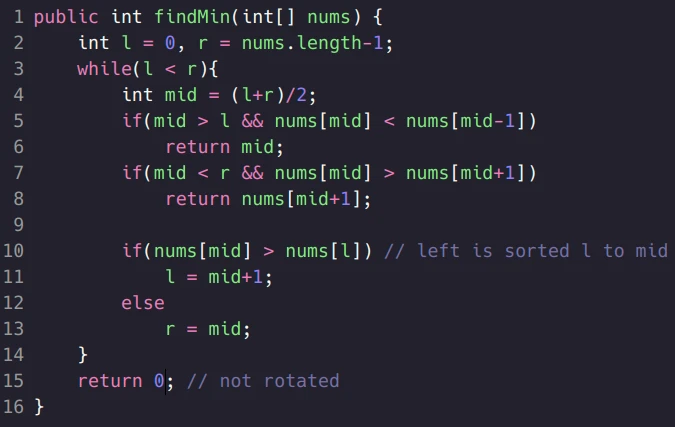 1 public int findMin(int[] nums) {
2     int l = 0, r = nums.length-1;
3     while(l < r){
4         int mid = (l+r)/2;
5         if(mid > l && nums[mid] < nums[mid-1])
6             return mid;
7         if(mid < r && nums[mid] > nums[mid+1])
8             return nums[mid+1];
9
10         if(nums[mid] > nums[l]) // left is sorted l to mid
11             l = mid+1;
12         else
13             r = mid;
14     }
15     return 0; // not rotated
16 }